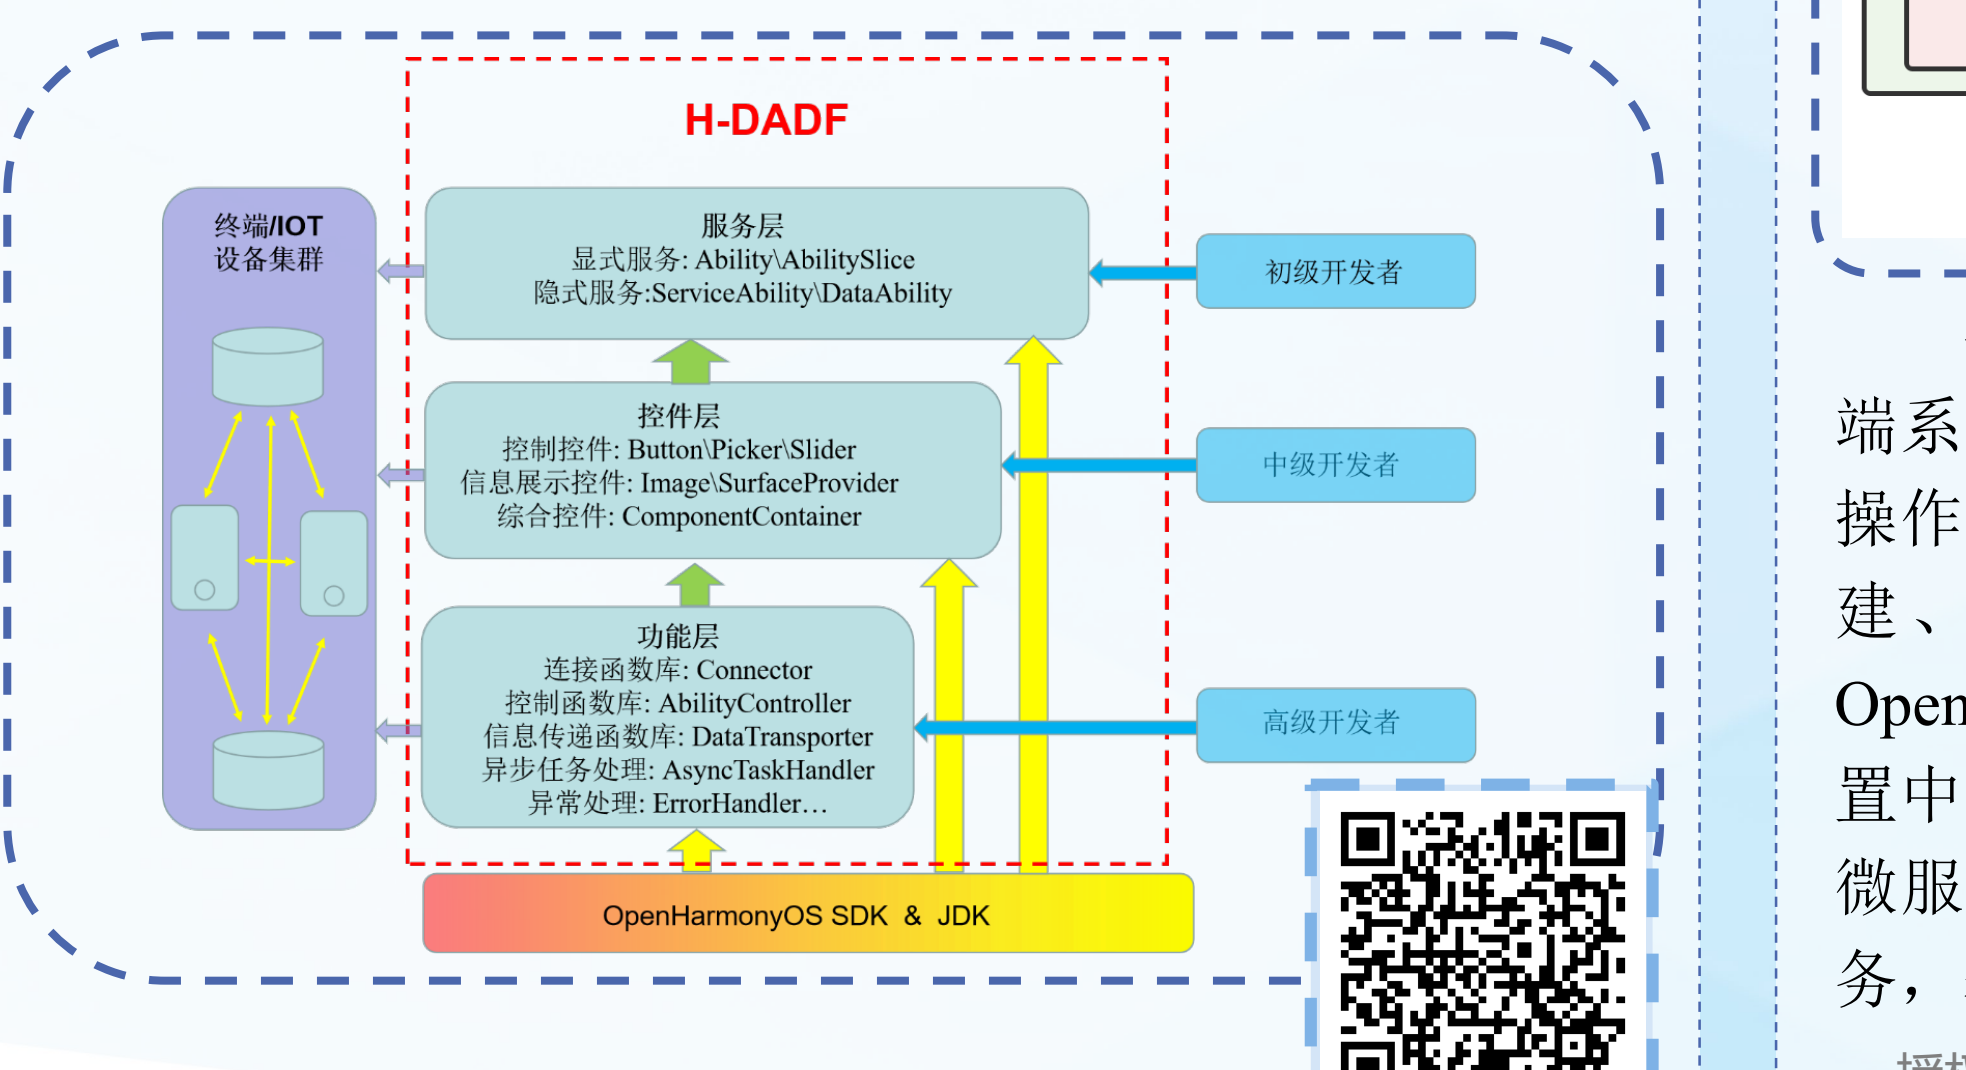 H-DADF
终端/IOT
设备集群
服务层
显式服务: Ability\AbilitySlice
隐式服务:ServiceAbility\DataAbility
初级开发者
控件层
控制控件: Button\Picker\Slider
信息展示控件: Image\SurfaceProvider
综合控件: ComponentContainer
中级开发者
功能层
连接函数库: Connector
控制函数库: AbilityController
信息传递函数库: DataTransporter
异步任务处理: AsyncTaskHandler
异常处理: ErrorHandler…
高级开发者
OpenHarmonyOS SDK & JDK
端系
操作
建、
Open
置中
微服
务，